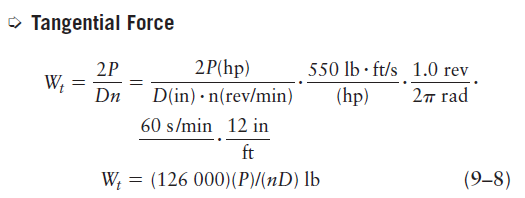 ➭ Tangential Force
W_t = 2P/Dn = 2P(hp)/D(in) · n(rev/min) · 550 lb · ft/s/(hp) · 1.0 rev/2π rad ·
60 s/min/ · 12 in/ft
W_t = (126 000)(P)/(nD) lb (9–8)